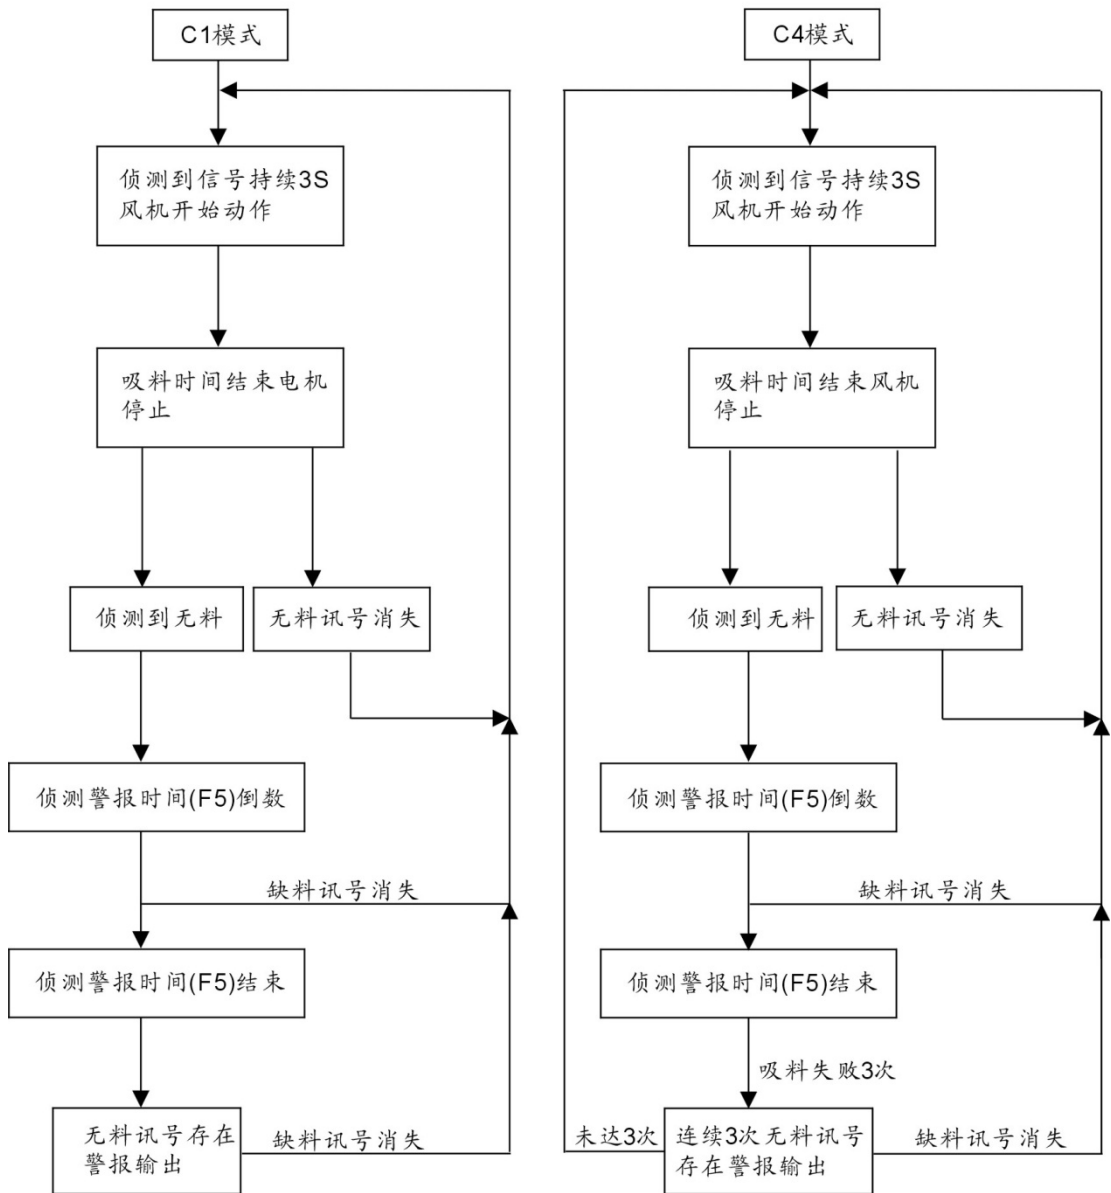 C1模式
侦测到信号持续3S
风机开始动作
吸料时间结束电机
停止
侦测到无料
无料讯号消失
侦测警报时间(F5)倒数
缺料讯号消失
侦测警报时间(F5)结束
无料讯号存在
警报输出
缺料讯号消失
C4模式
侦测到信号持续3S
风机开始动作
吸料时间结束风机
停止
侦测到无料
无料讯号消失
侦测警报时间(F5)倒数
缺料讯号消失
侦测警报时间(F5)结束
吸料失败3次
未达3次
连续3次无料讯号
存在警报输出
缺料讯号消失